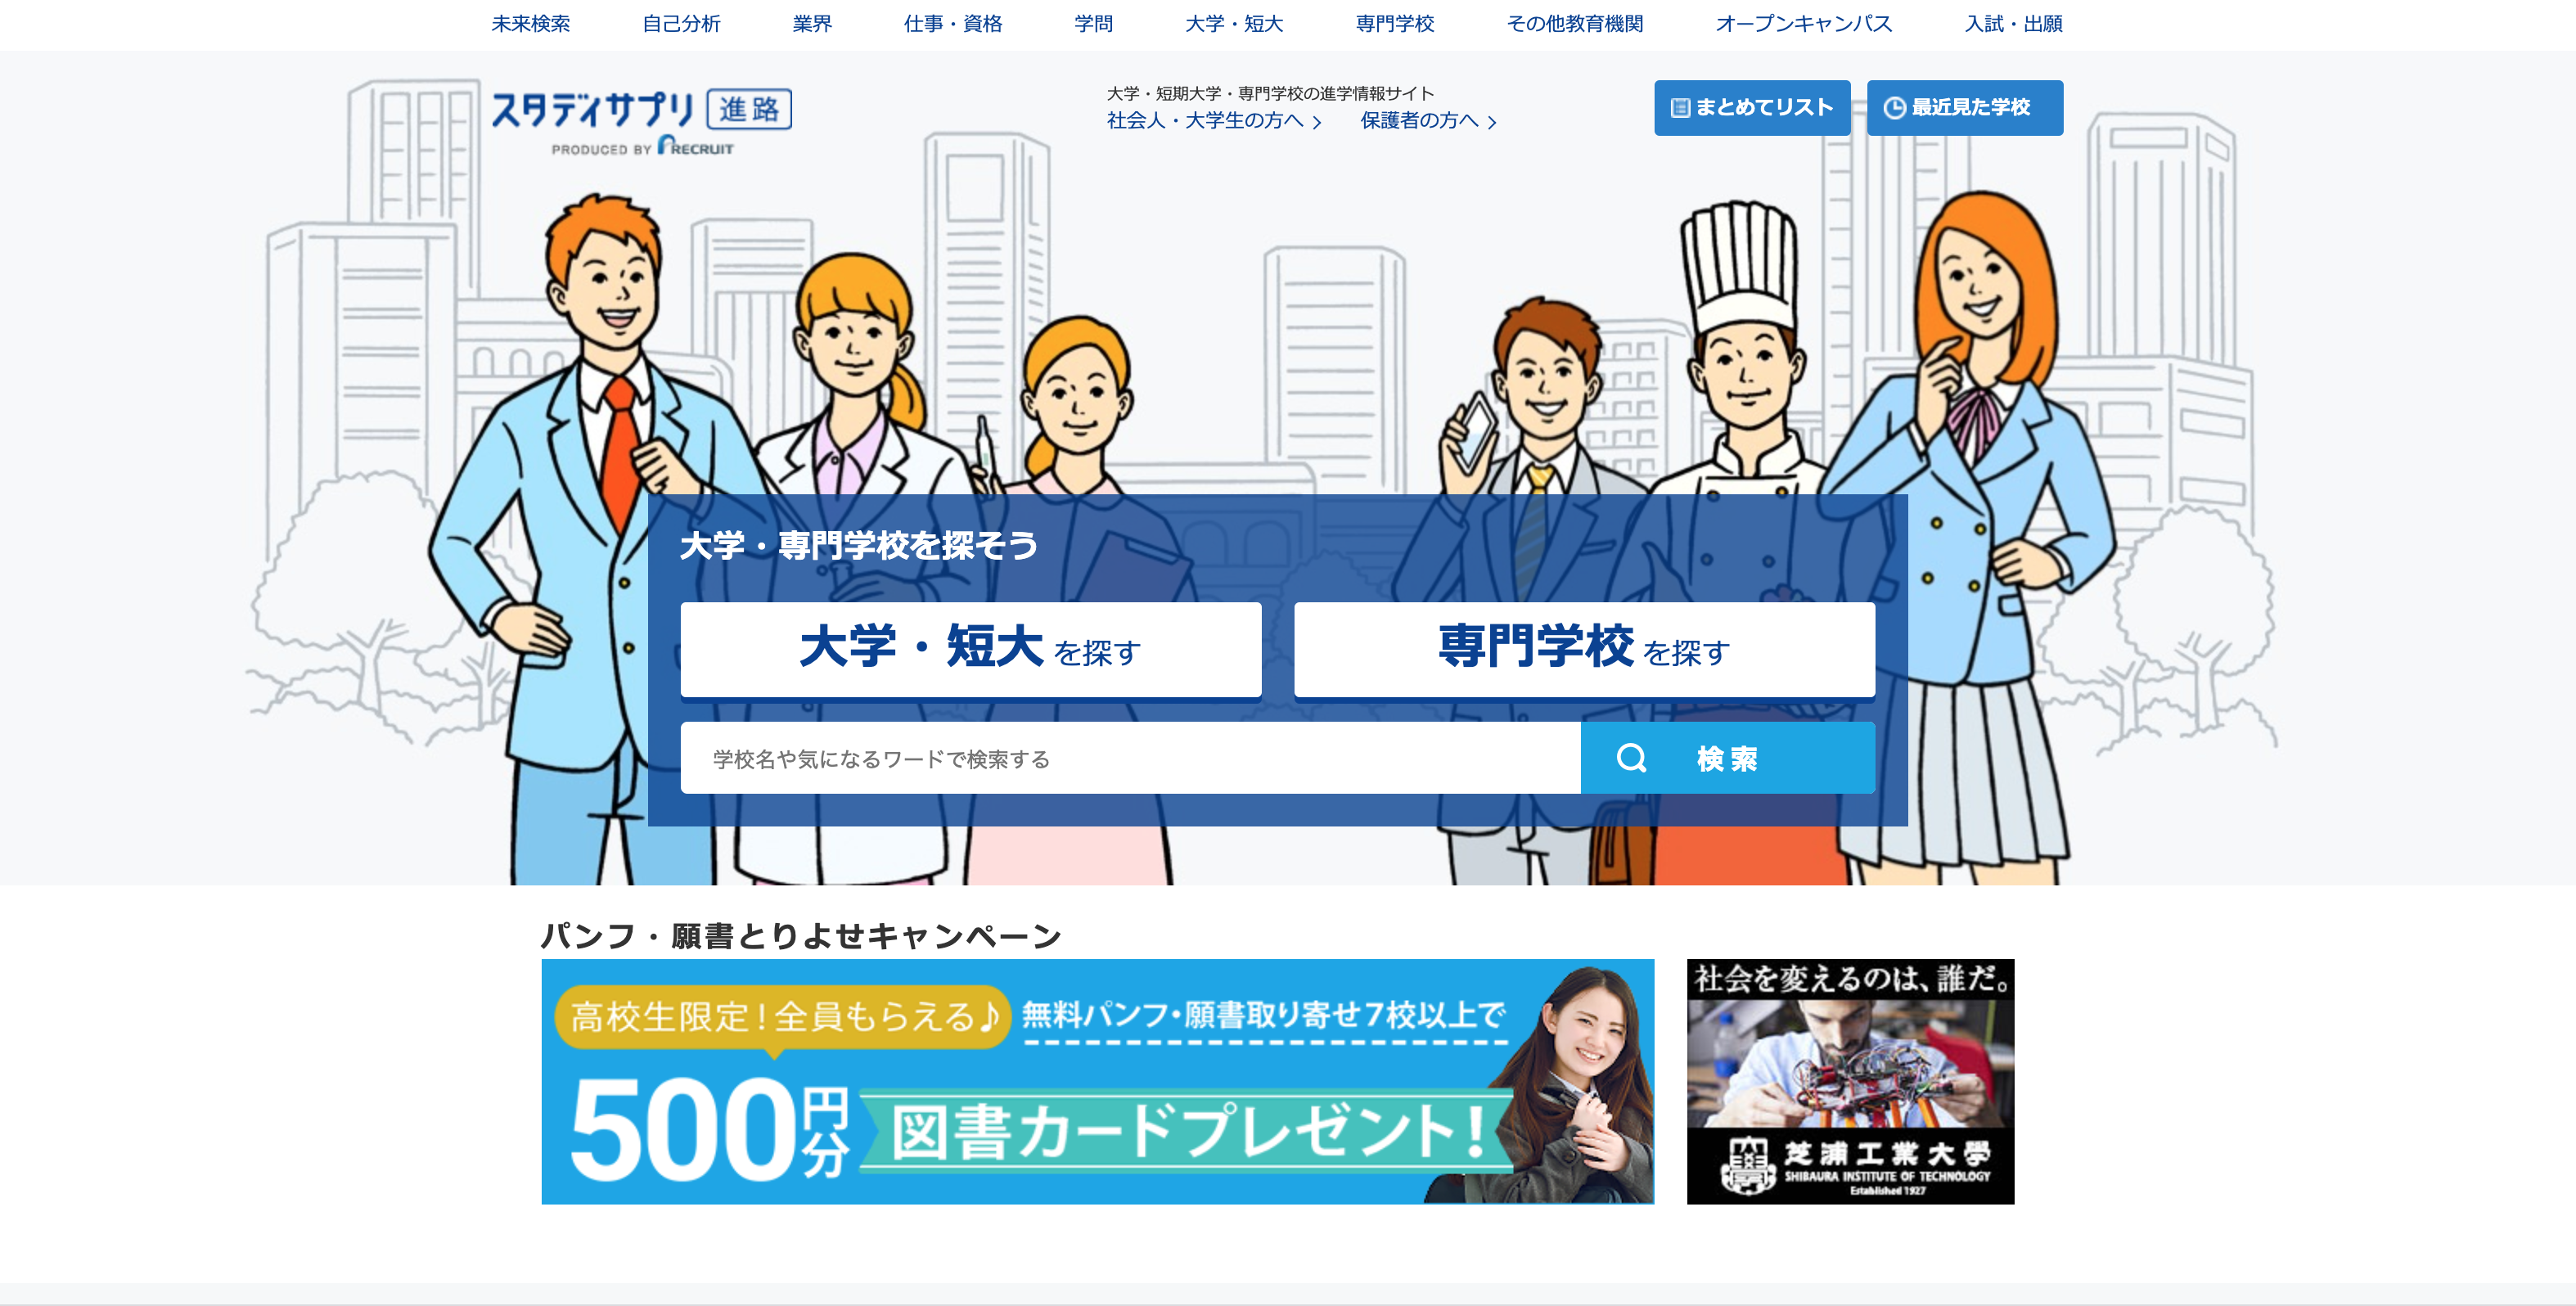 未来検索 自己分析 業界 仕事・資格 学問 大学・短大 専門学校 その他教育機関 オープンキャンパス 入試・出願
スタディサプリ 進路
PRODUCED BY RECRUIT
大学・短期大学・専門学校の進学情報サイト
社会人・大学生の方へ 保護者の方へ
まとめてリスト
最近見た学校
大学・専門学校を探そう
大学・短大を探す
専門学校を探す
学校名や気になるワードで検索する
検索
パンフ・願書とりよせキャンペーン
高校生限定!全員もらえる♪
無料パンフ・願書取り寄せ7校以上で
500円分
図書カードプレゼント!
社会を変えるのは、誰だ。
芝浦工業大學
SHIBAURA INSTITUTE OF TECHNOLOGY
Established 1927